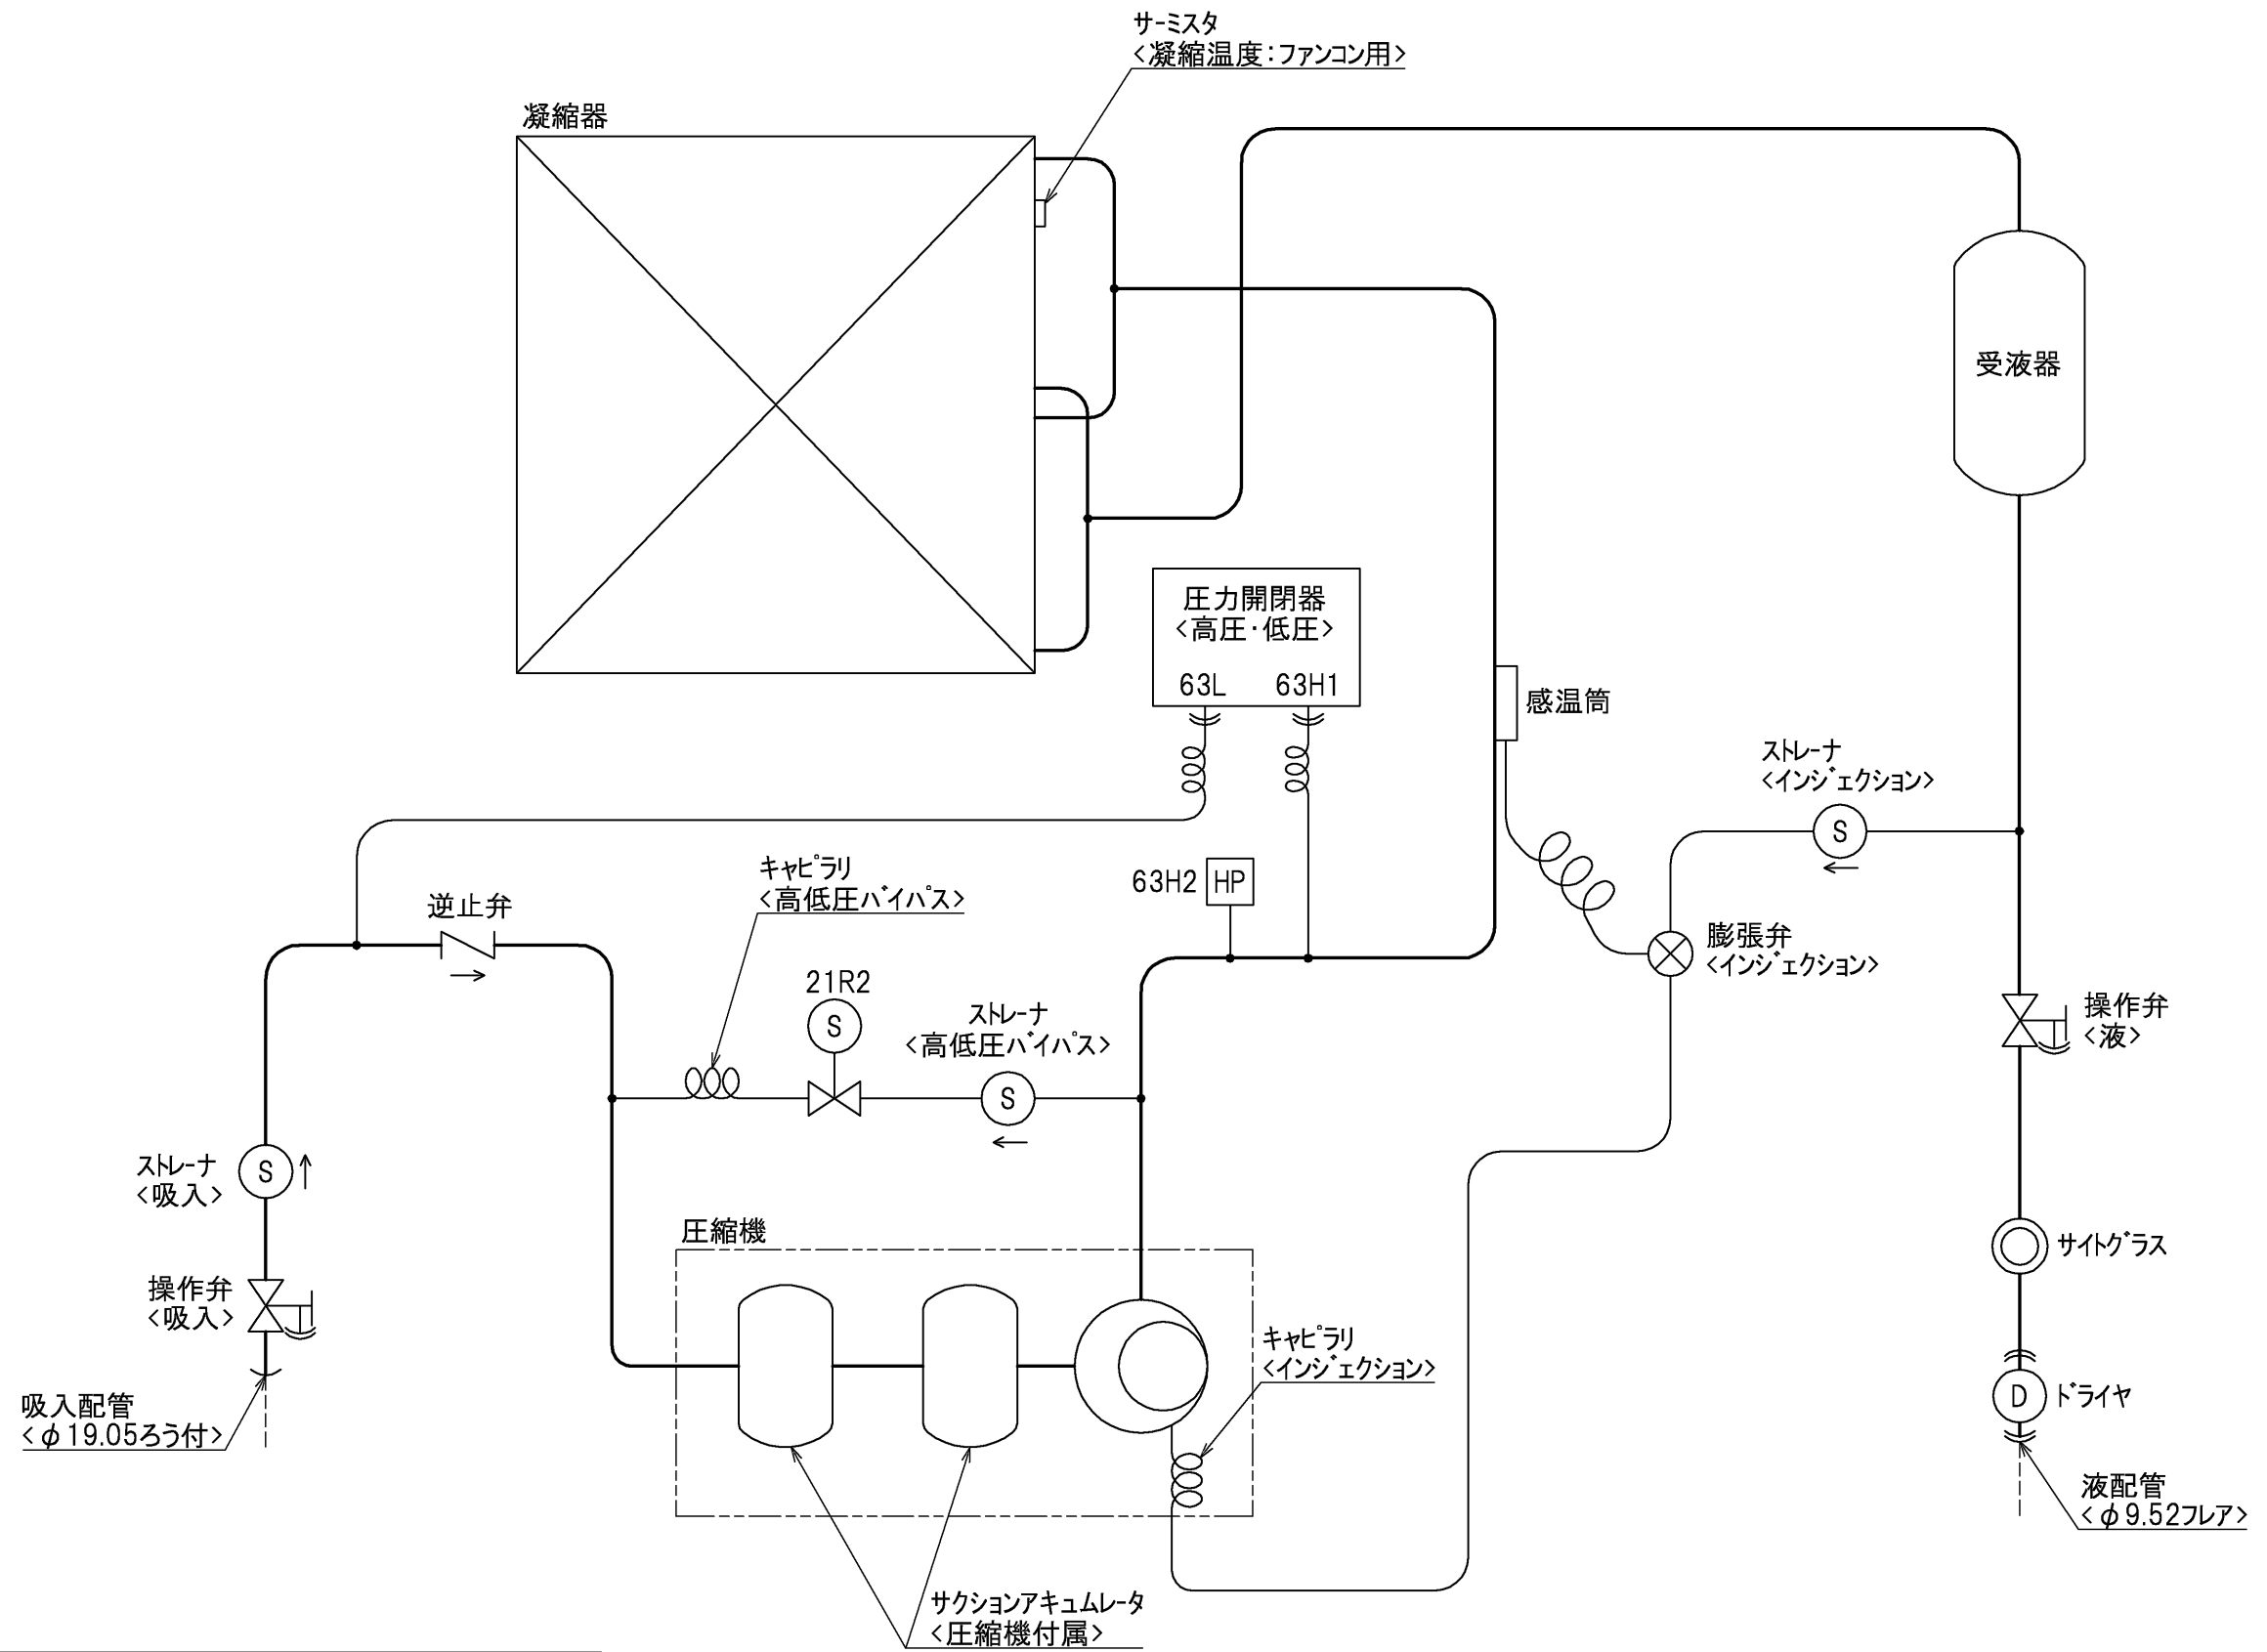 サーミスタ
<凝縮温度:ファンコン用>
凝縮器
受液器
圧力開閉器
<高圧・低圧>
63L
63H1
感温筒
ストレーナ
<インジェクション>
S
キャピラリ
<高低圧バイパス>
63H2
HP
逆止弁
膨張弁
<インジェクション>
21R2
S
ストレーナ
<高低圧バイパス>
S
操作弁
<液>
ストレーナ
<吸入>
S
圧縮機
サイトグラス
操作弁
<吸入>
キャピラリ
<インジェクション>
吸入配管
<φ19.05ろう付>
D
ドライヤ
液配管
<φ9.52フレア>
サクションアキュムレータ
<圧縮機付属>